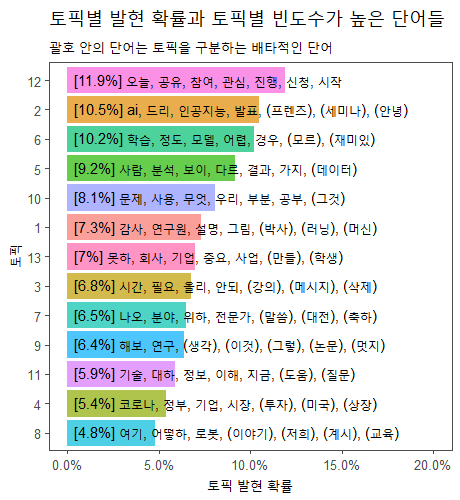 토픽별 발현 확률과 토픽별 빈도수가 높은 단어들
괄호 안의 단어는 토픽을 구분하는 배타적인 단어
12 [11.9%] 오늘, 공유, 참여, 관심, 진행, 신청, 시작
2 [10.5%] ai, 드리, 인공지능, 발표, (프렌즈), (세미나), (안녕)
6 [10.2%] 학습, 정도, 모델, 어렵, 경우, (모르), (재미있)
5 [9.2%] 사람, 분석, 보이, 다르, 결과, 가지, (데이터)
10 [8.1%] 문제, 사용, 무엇, 우리, 부분, 공부, (그것)
1 [7.3%] 감사, 연구원, 설명, 그림, (박사), (러닝), (머신)
13 [7%] 못하, 회사, 기업, 중요, 사업, (만들), (학생)
3 [6.8%] 시간, 필요, 올리, 안되, (강의), (메시지), (삭제)
7 [6.5%] 나오, 분야, 위하, 전문가, (말씀), (대전), (축하)
9 [6.4%] 해보, 연구, (생각), (이것), (그렇), (논문), (멋지)
11 [5.9%] 기술, 대하, 정보, 이해, 지금, (도움), (질문)
4 [5.4%] 코로나, 정부, 기업, 시장, (투자), (미국), (상장)
8 [4.8%] 여기, 어떻하, 로봇, (이야기), (저희), (계시), (교육)
토픽
0.0% 5.0% 10.0% 15.0% 20.0%
토픽 발현 확률